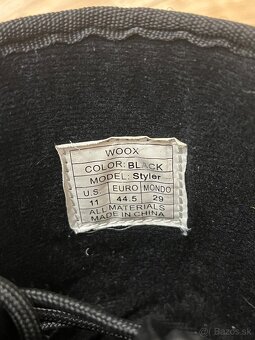 WOOX
COLOR: BLACK
MODEL: Styler
U.S. EURO MONDO
11 44.5 29
ALL MATERIALS
MADE IN CHINA
© bazos.sk